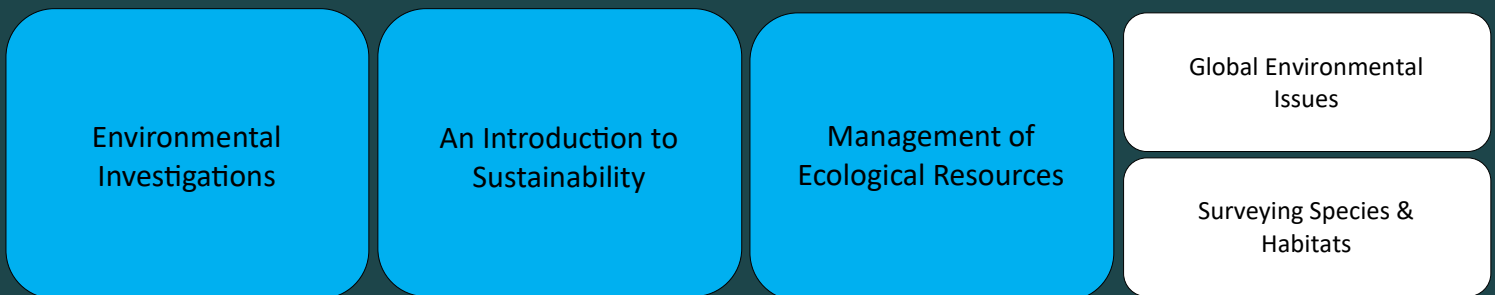 Environmental
Investigations
An Introduction to
Sustainability
Management of
Ecological Resources
Global Environmental
Issues
Surveying Species &
Habitats